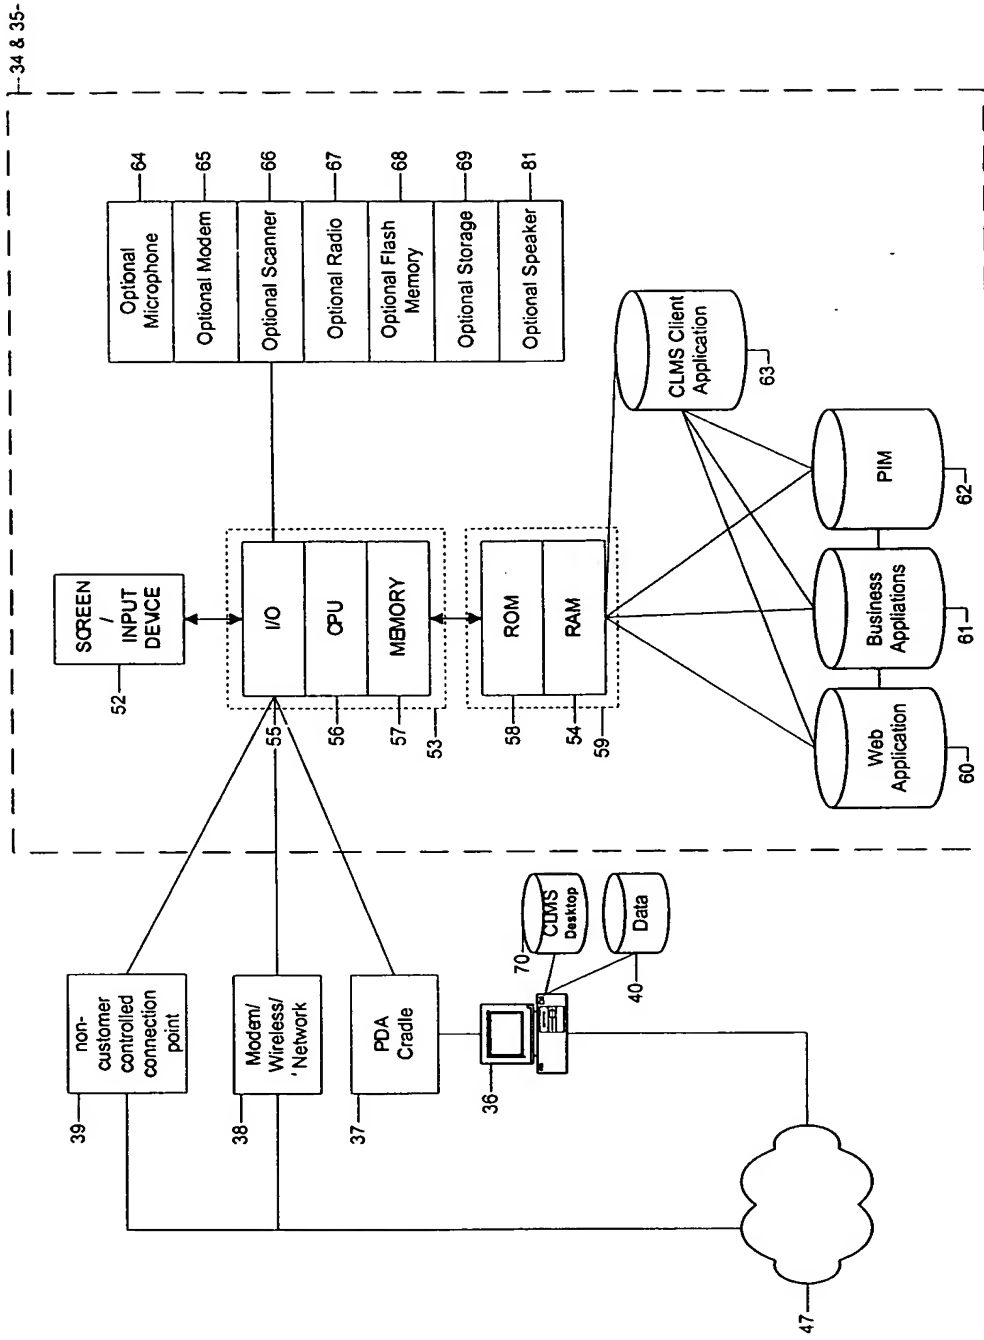 34 & 35
Optional
Microphone
64
Optional Modem
65
Optional Scanner
66
Optional Radio
67
Optional Flash
Memory
68
Optional Storage
69
Optional Speaker
81
SCREEN
/
INPUT
DEVICE
52
I/O
55
CPU
56
MEMORY
57
53
ROM
58
RAM
54
59
CLMS Client
Application
63
PIM
62
Business
Appliations
61
Web
Application
60
non-
customer
controlled
connection
point
39
Modem/
Wireless/
' Network
38
PDA
Cradle
37
36
CLMS
Desktop
70
Data
40
47